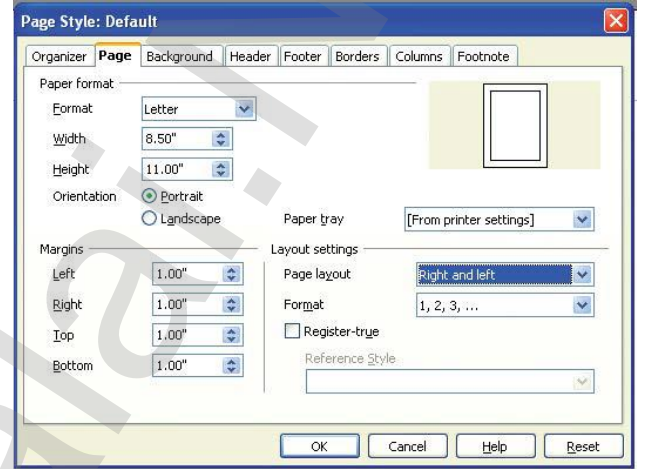 Page Style: Default
Organizer Page Background Header Footer Borders Columns Footnote
Paper format
Format Letter
Width 8.50"
Height 11.00"
Orientation Portrait
Landscape Paper tray [From printer settings]
Margins Layout settings
Left 1.00" Page layout Right and left
Right 1.00" Format 1, 2, 3, ...
Top 1.00" Register-true
Reference Style
Bottom 1.00"
OK Cancel Help Reset